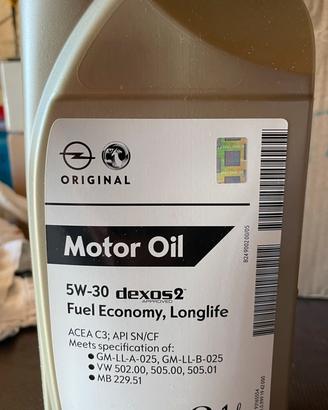 ORIGINAL
Motor Oil
5W-30 dexos2™
APPROVED
Fuel Economy, Longlife
ACEA C3; API SN/CF
Meets specification of:
● GM-LL-A-025, GM-LL-B-025
● VW 502.00, 505.00, 505.01
● MB 229.51